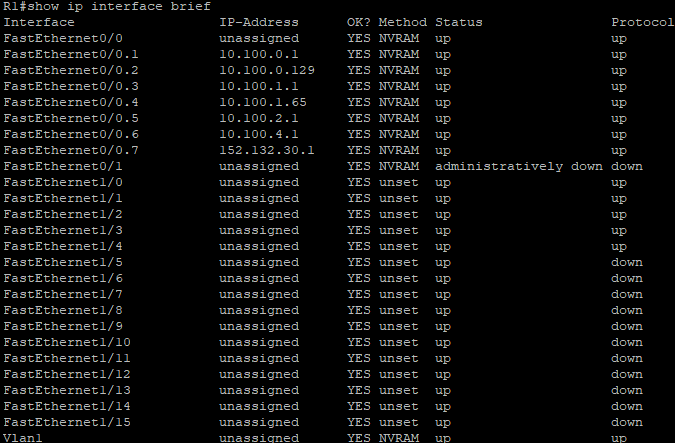 R1#show ip interface brief
Interface IP-Address OK? Method Status Protocol
FastEthernet0/0 unassigned YES NVRAM up up
FastEthernet0/0.1 10.100.0.1 YES NVRAM up up
FastEthernet0/0.2 10.100.0.129 YES NVRAM up up
FastEthernet0/0.3 10.100.1.1 YES NVRAM up up
FastEthernet0/0.4 10.100.1.65 YES NVRAM up up
FastEthernet0/0.5 10.100.2.1 YES NVRAM up up
FastEthernet0/0.6 10.100.4.1 YES NVRAM up up
FastEthernet0/0.7 152.132.30.1 YES NVRAM up up
FastEthernet0/1 unassigned YES NVRAM administratively down down
FastEthernet1/0 unassigned YES unset up up
FastEthernet1/1 unassigned YES unset up up
FastEthernet1/2 unassigned YES unset up up
FastEthernet1/3 unassigned YES unset up up
FastEthernet1/4 unassigned YES unset up up
FastEthernet1/5 unassigned YES unset up down
FastEthernet1/6 unassigned YES unset up down
FastEthernet1/7 unassigned YES unset up down
FastEthernet1/8 unassigned YES unset up down
FastEthernet1/9 unassigned YES unset up down
FastEthernet1/10 unassigned YES unset up down
FastEthernet1/11 unassigned YES unset up down
FastEthernet1/12 unassigned YES unset up down
FastEthernet1/13 unassigned YES unset up down
FastEthernet1/14 unassigned YES unset up down
FastEthernet1/15 unassigned YES unset up down
Vlan1 unassigned YES NVRAM up up